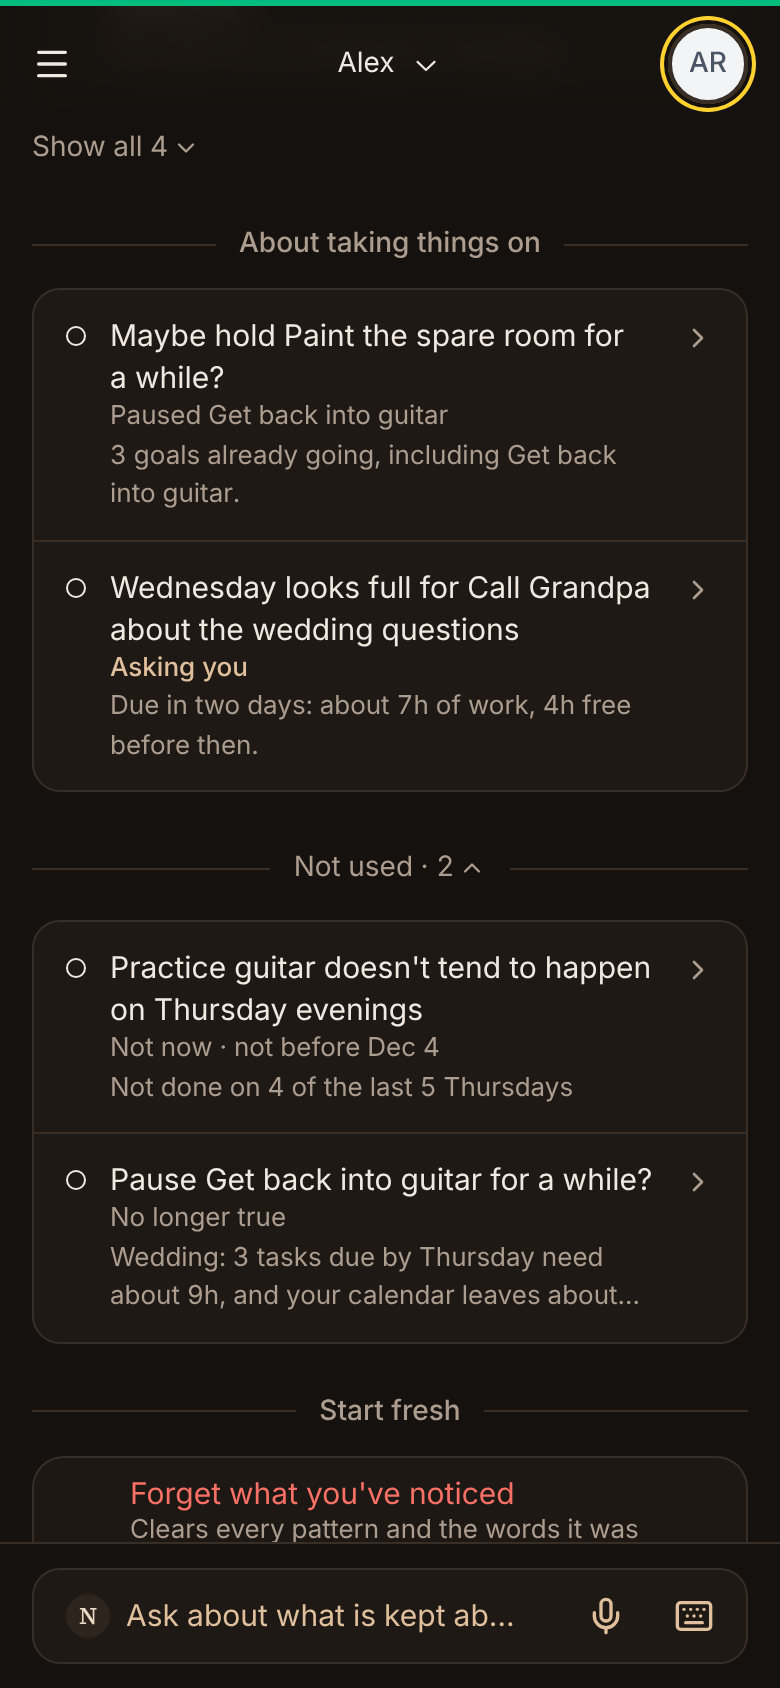 Alex
AR
Show all 4
About taking things on
Maybe hold Paint the spare room for
a while?
Paused Get back into guitar
3 goals already going, including Get back
into guitar.
Wednesday looks full for Call Grandpa
about the wedding questions
Asking you
Due in two days: about 7h of work, 4h free
before then.
Not used · 2
Practice guitar doesn't tend to happen
on Thursday evenings
Not now · not before Dec 4
Not done on 4 of the last 5 Thursdays
Pause Get back into guitar for a while?
No longer true
Wedding: 3 tasks due by Thursday need
about 9h, and your calendar leaves about...
Start fresh
Forget what you've noticed
Clears every pattern and the words it was
N
Ask about what is kept ab...